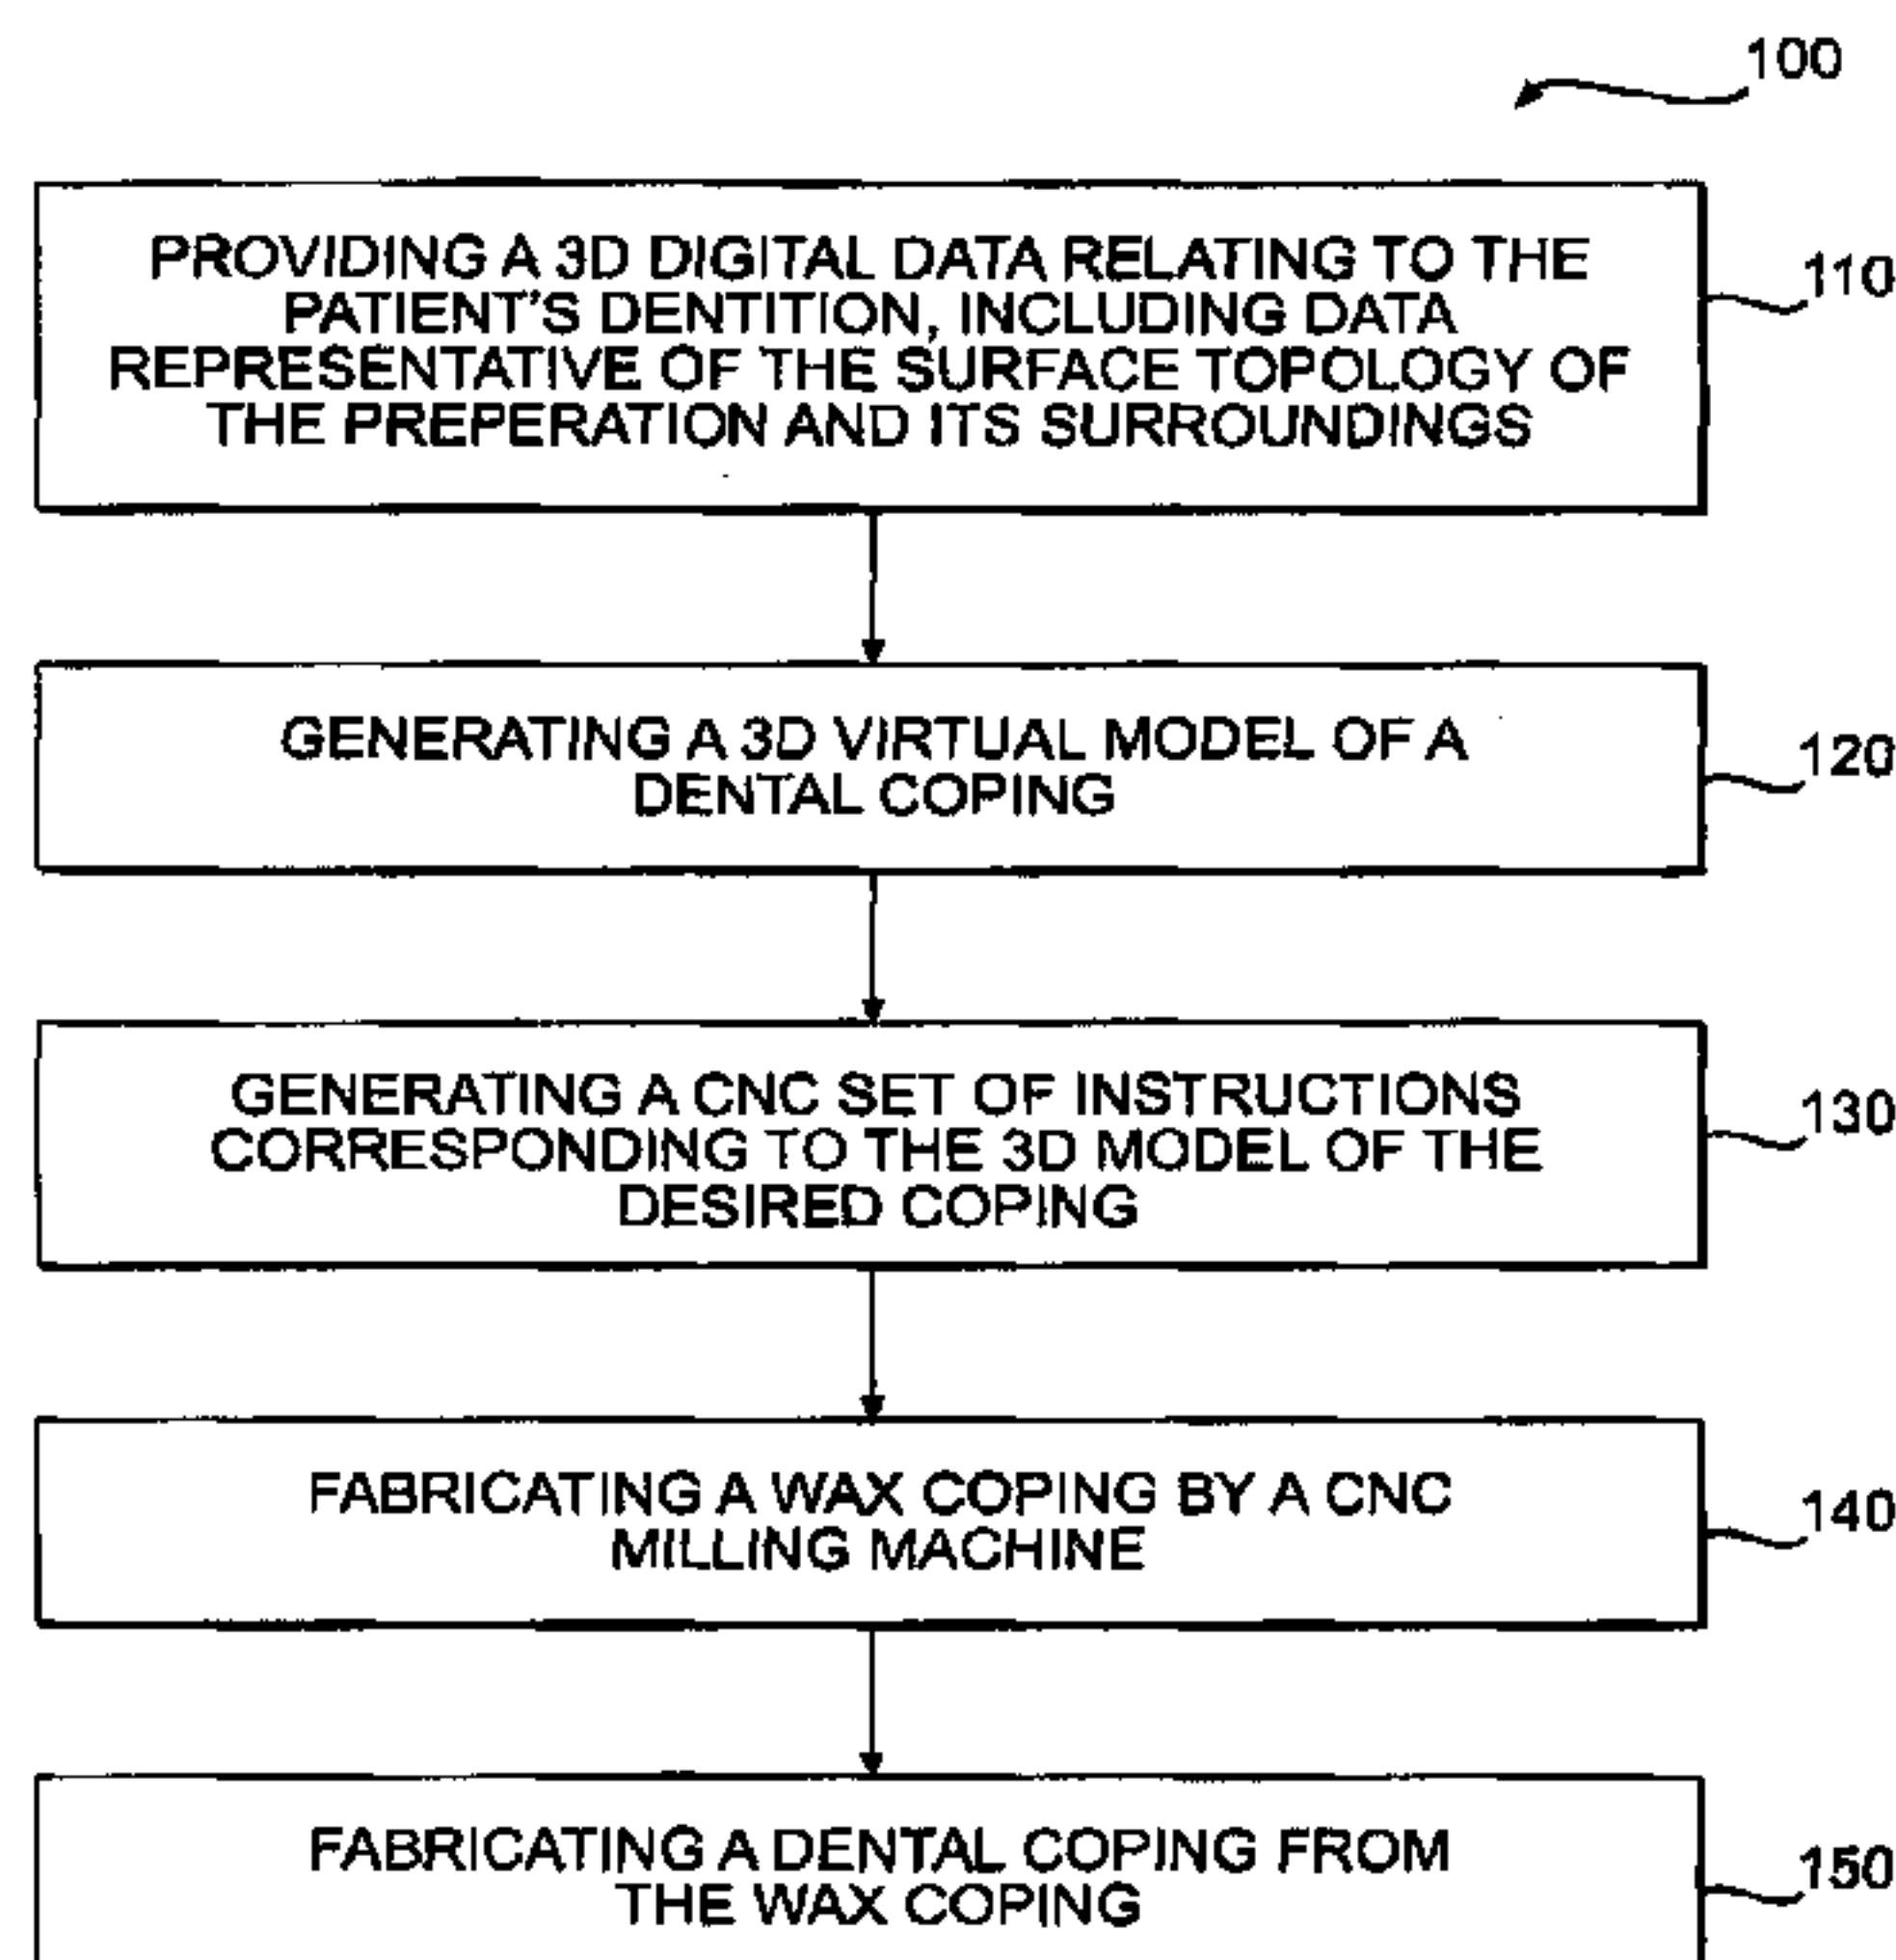 100
PROVIDING A 3D DIGITAL DATA RELATING TO THE
PATIENT'S DENTITION, INCLUDING DATA
REPRESENTATIVE OF THE SURFACE TOPOLOGY OF
THE PREPERATION AND ITS SURROUNDINGS
110
GENERATING A 3D VIRTUAL MODEL OF A
DENTAL COPING
120
GENERATING A CNC SET OF INSTRUCTIONS
CORRESPONDING TO THE 3D MODEL OF THE
DESIRED COPING
130
FABRICATING A WAX COPING BY A CNC
MILLING MACHINE
140
FABRICATING A DENTAL COPING FROM
THE WAX COPING
150